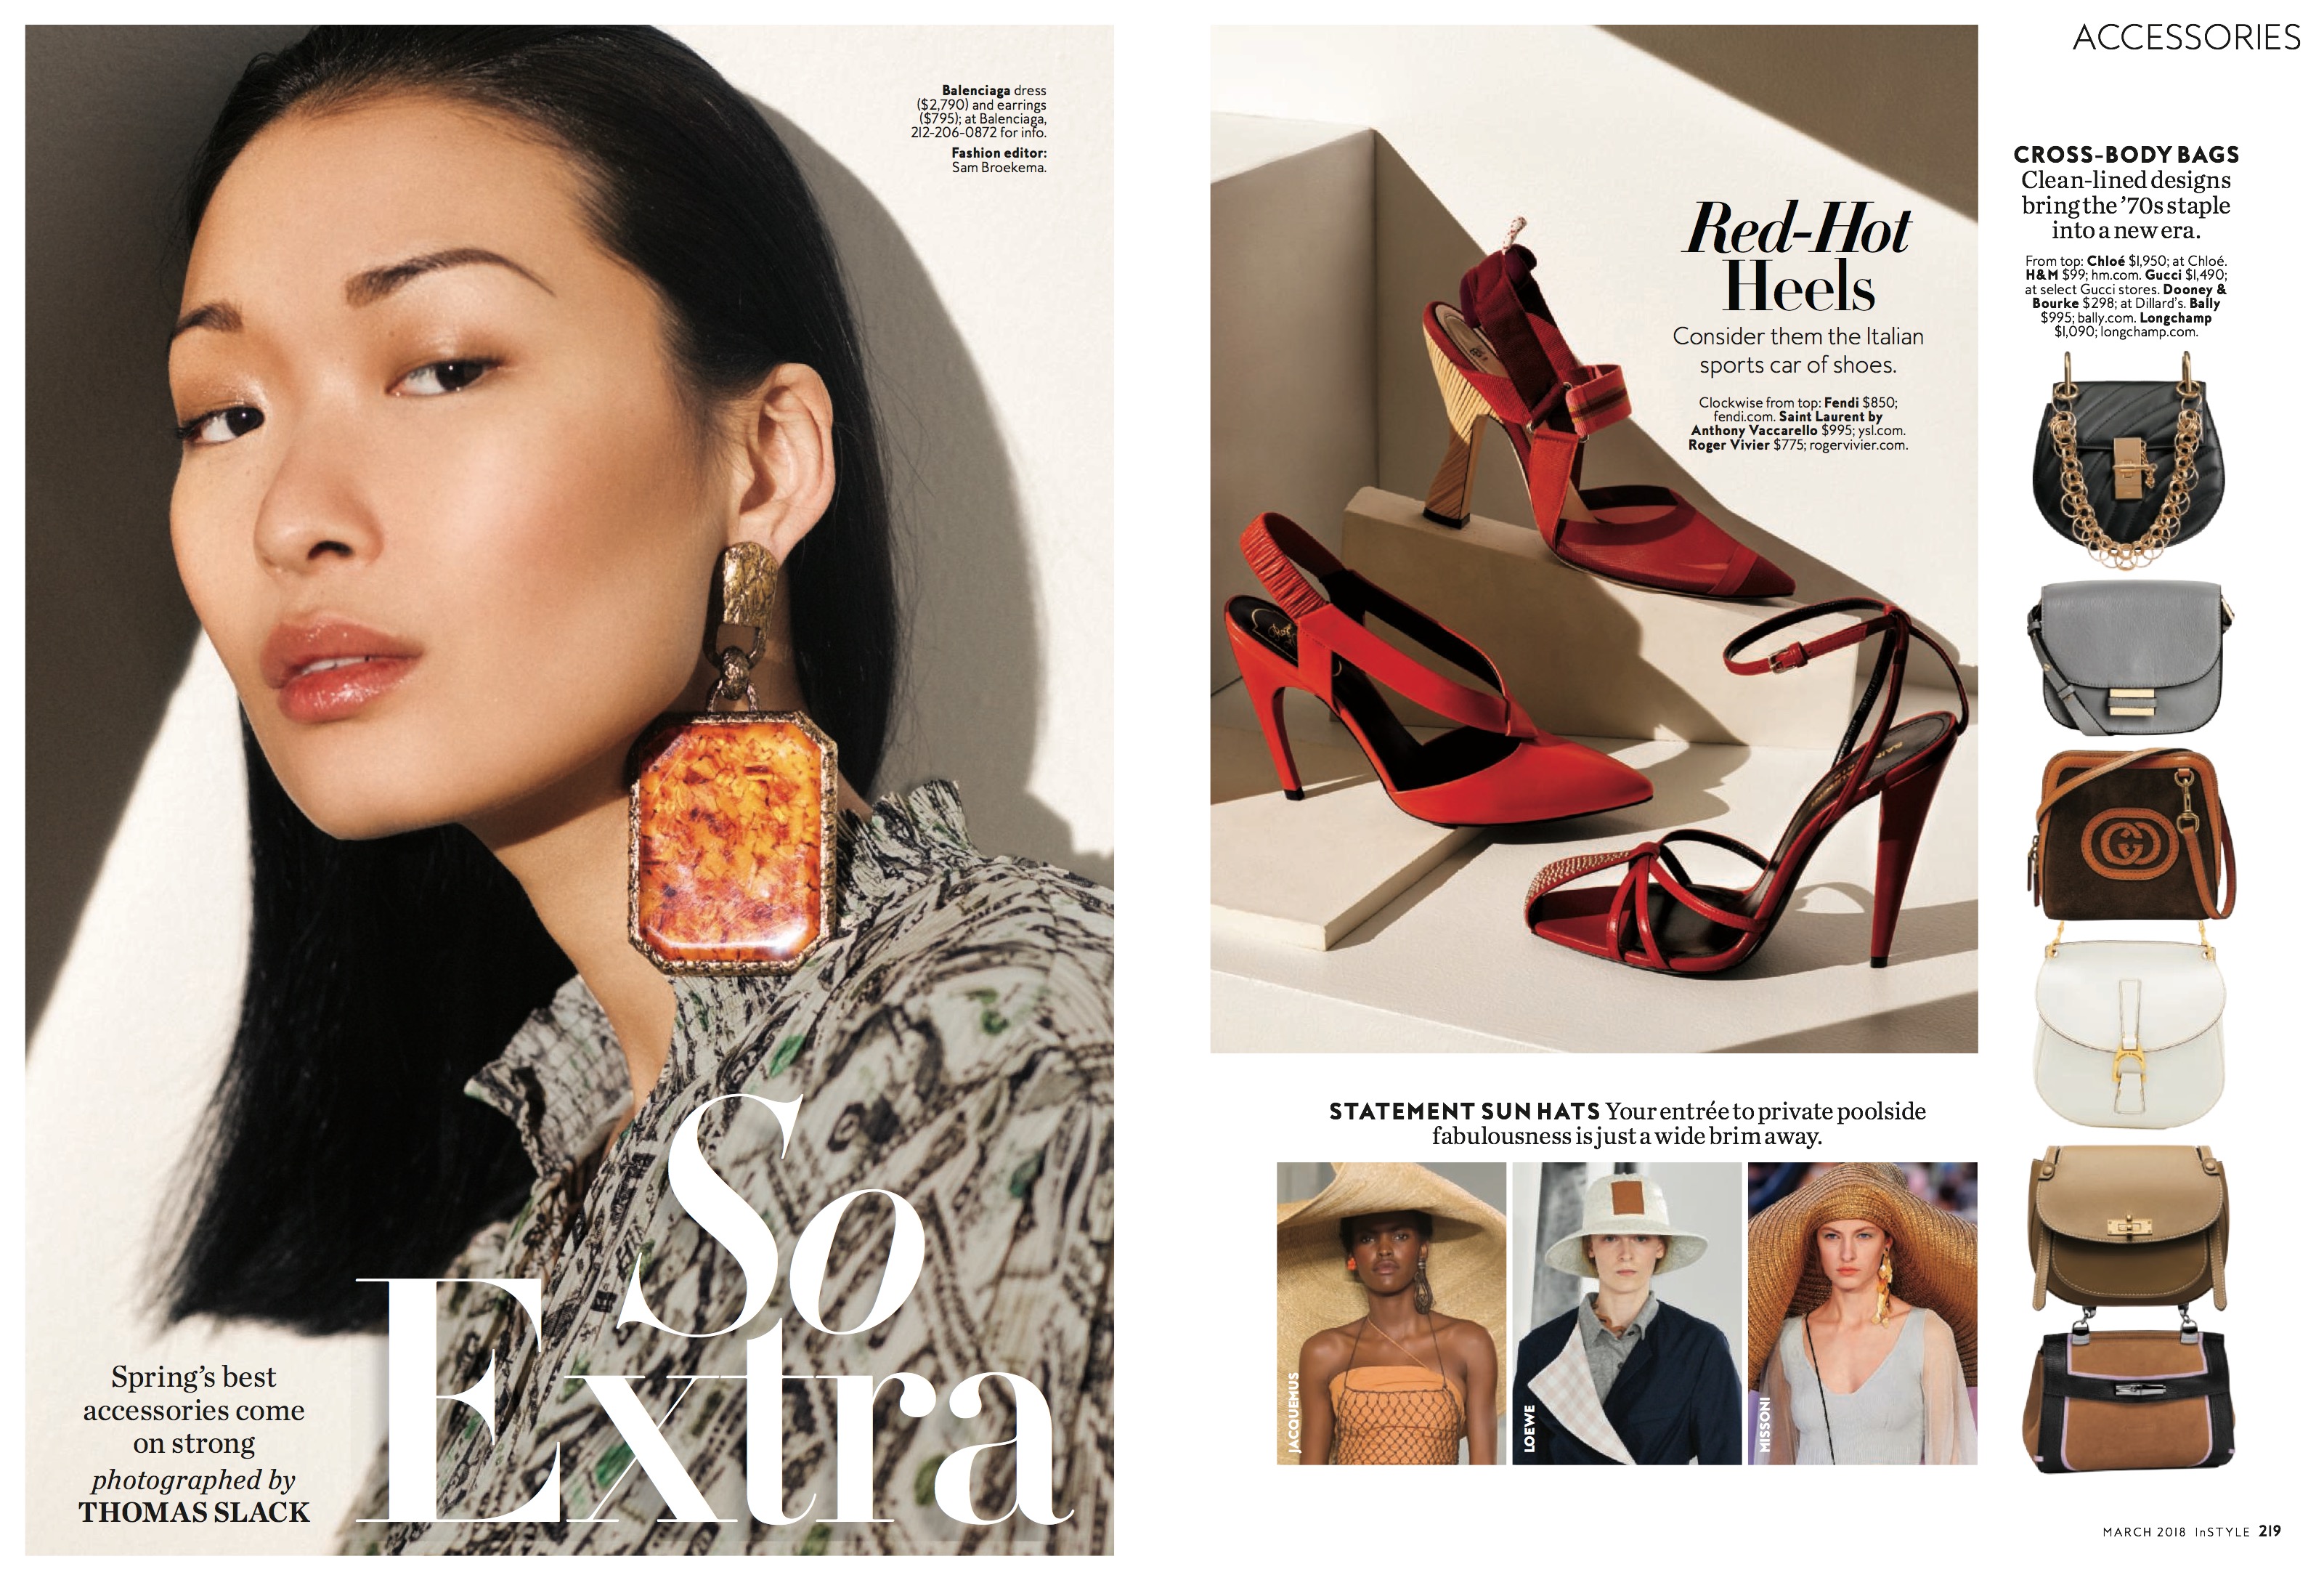 Balenciaga dress
($2,790) and earrings
($795); at Balenciaga,
212-206-0872 for info.
Fashion editor:
Sam Broekema.
So
Extra
Spring’s best
accessories come
on strong
photographed by
THOMAS SLACK
ACCESSORIES
Red-Hot
Heels
Consider them the Italian
sports car of shoes.
Clockwise from top: Fendi $850;
fendi.com. Saint Laurent by
Anthony Vaccarello $995; ysl.com.
Roger Vivier $775; rogervivier.com.
CROSS-BODY BAGS
Clean-lined designs
bring the ’70s staple
into a new era.
From top: Chloé $1,950; at Chloé.
H&M $99; hm.com. Gucci $1,490;
at select Gucci stores. Dooney &
Bourke $298; at Dillard’s. Bally
$995; bally.com. Longchamp
$1,090; longchamp.com.
STATEMENT SUN HATS Your entrée to private poolside
fabulousness is just a wide brim away.
JACQUEMUS
LOEWE
MISSONI
MARCH 2018 InSTYLE 219